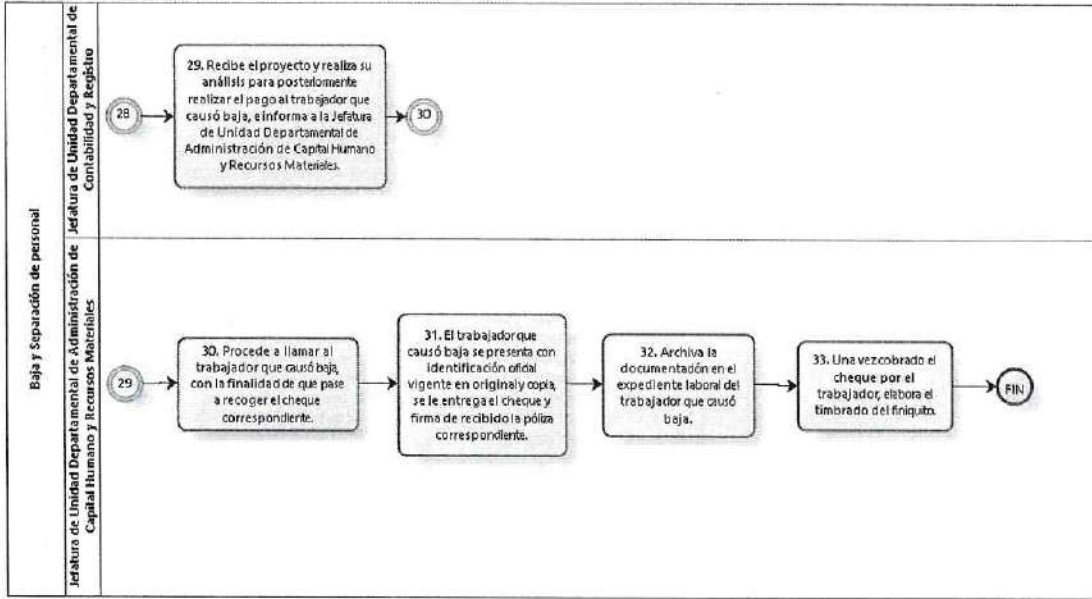 Baja y Separación de personal
Jefatura de Unidad Departamental de
Contabilidad y Registro
28
29. Recibe el proyecto y realiza su
análisis para posteriormente
realizar el pago al trabajador que
causó baja, e informa a la Jefatura
de Unidad Departamental de
Administración de Capital Humano
y Recursos Materiales.
30
Jefatura de Unidad Departamental de Administración de
Capital Humano y Recursos Materiales
29
30. Procede a llamar al
trabajador que causó baja,
con la finalidad de que pase
a recoger el cheque
correspondiente.
31. El trabajador que
causó baja se presenta con
identificación oficial
vigente en original y copia,
se le entrega el cheque y
firma de recibido la póliza
correspondiente.
32. Archiva la
documentación en el
expediente laboral del
trabajador que causó
baja.
33. Una vez cobrado el
cheque por el
trabajador, elabora el
timbrado del finiquito.
FIN